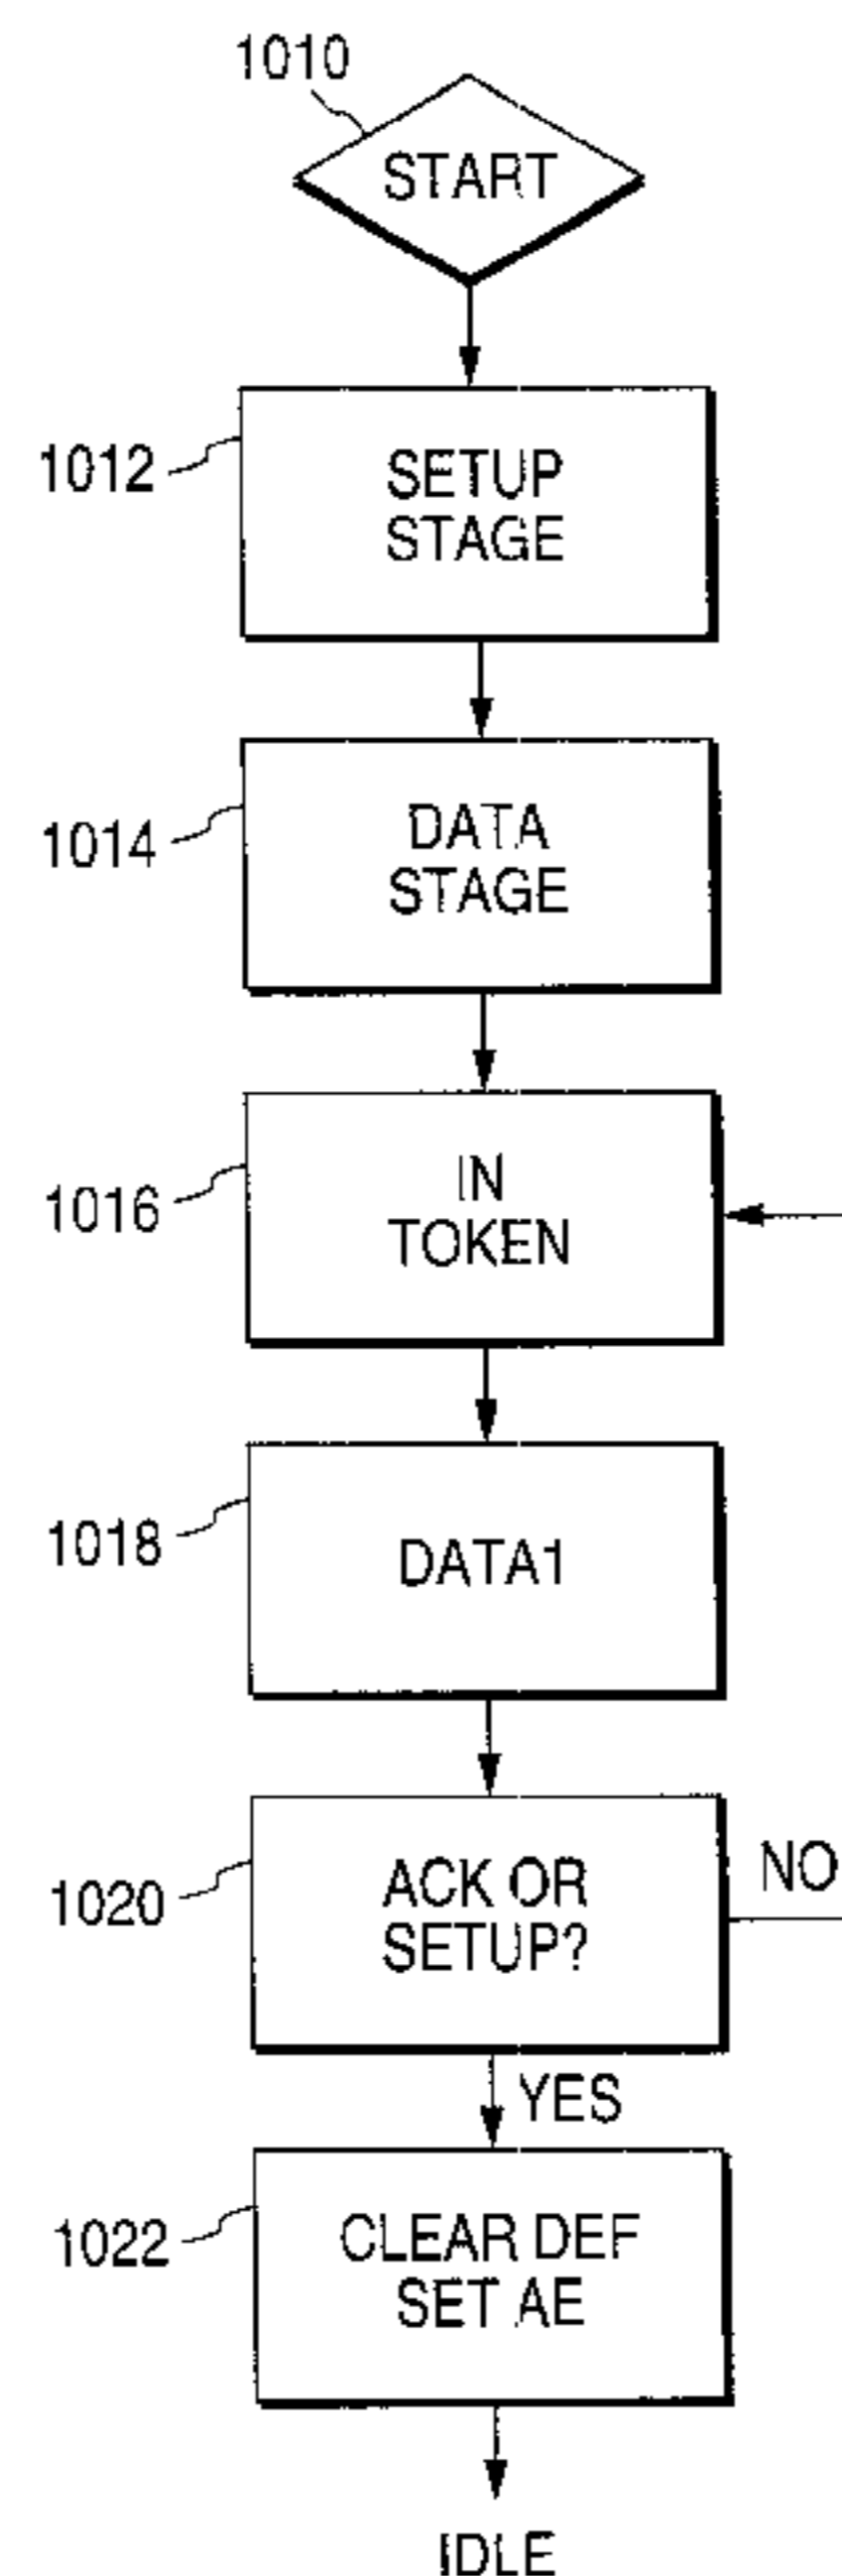 1010
START
1012
SETUP
STAGE
1014
DATA
STAGE
1016
IN
TOKEN
1018
DATA1
1020
ACK OR
SETUP?
NO
YES
1022
CLEAR DEF
SET AE
IDLE